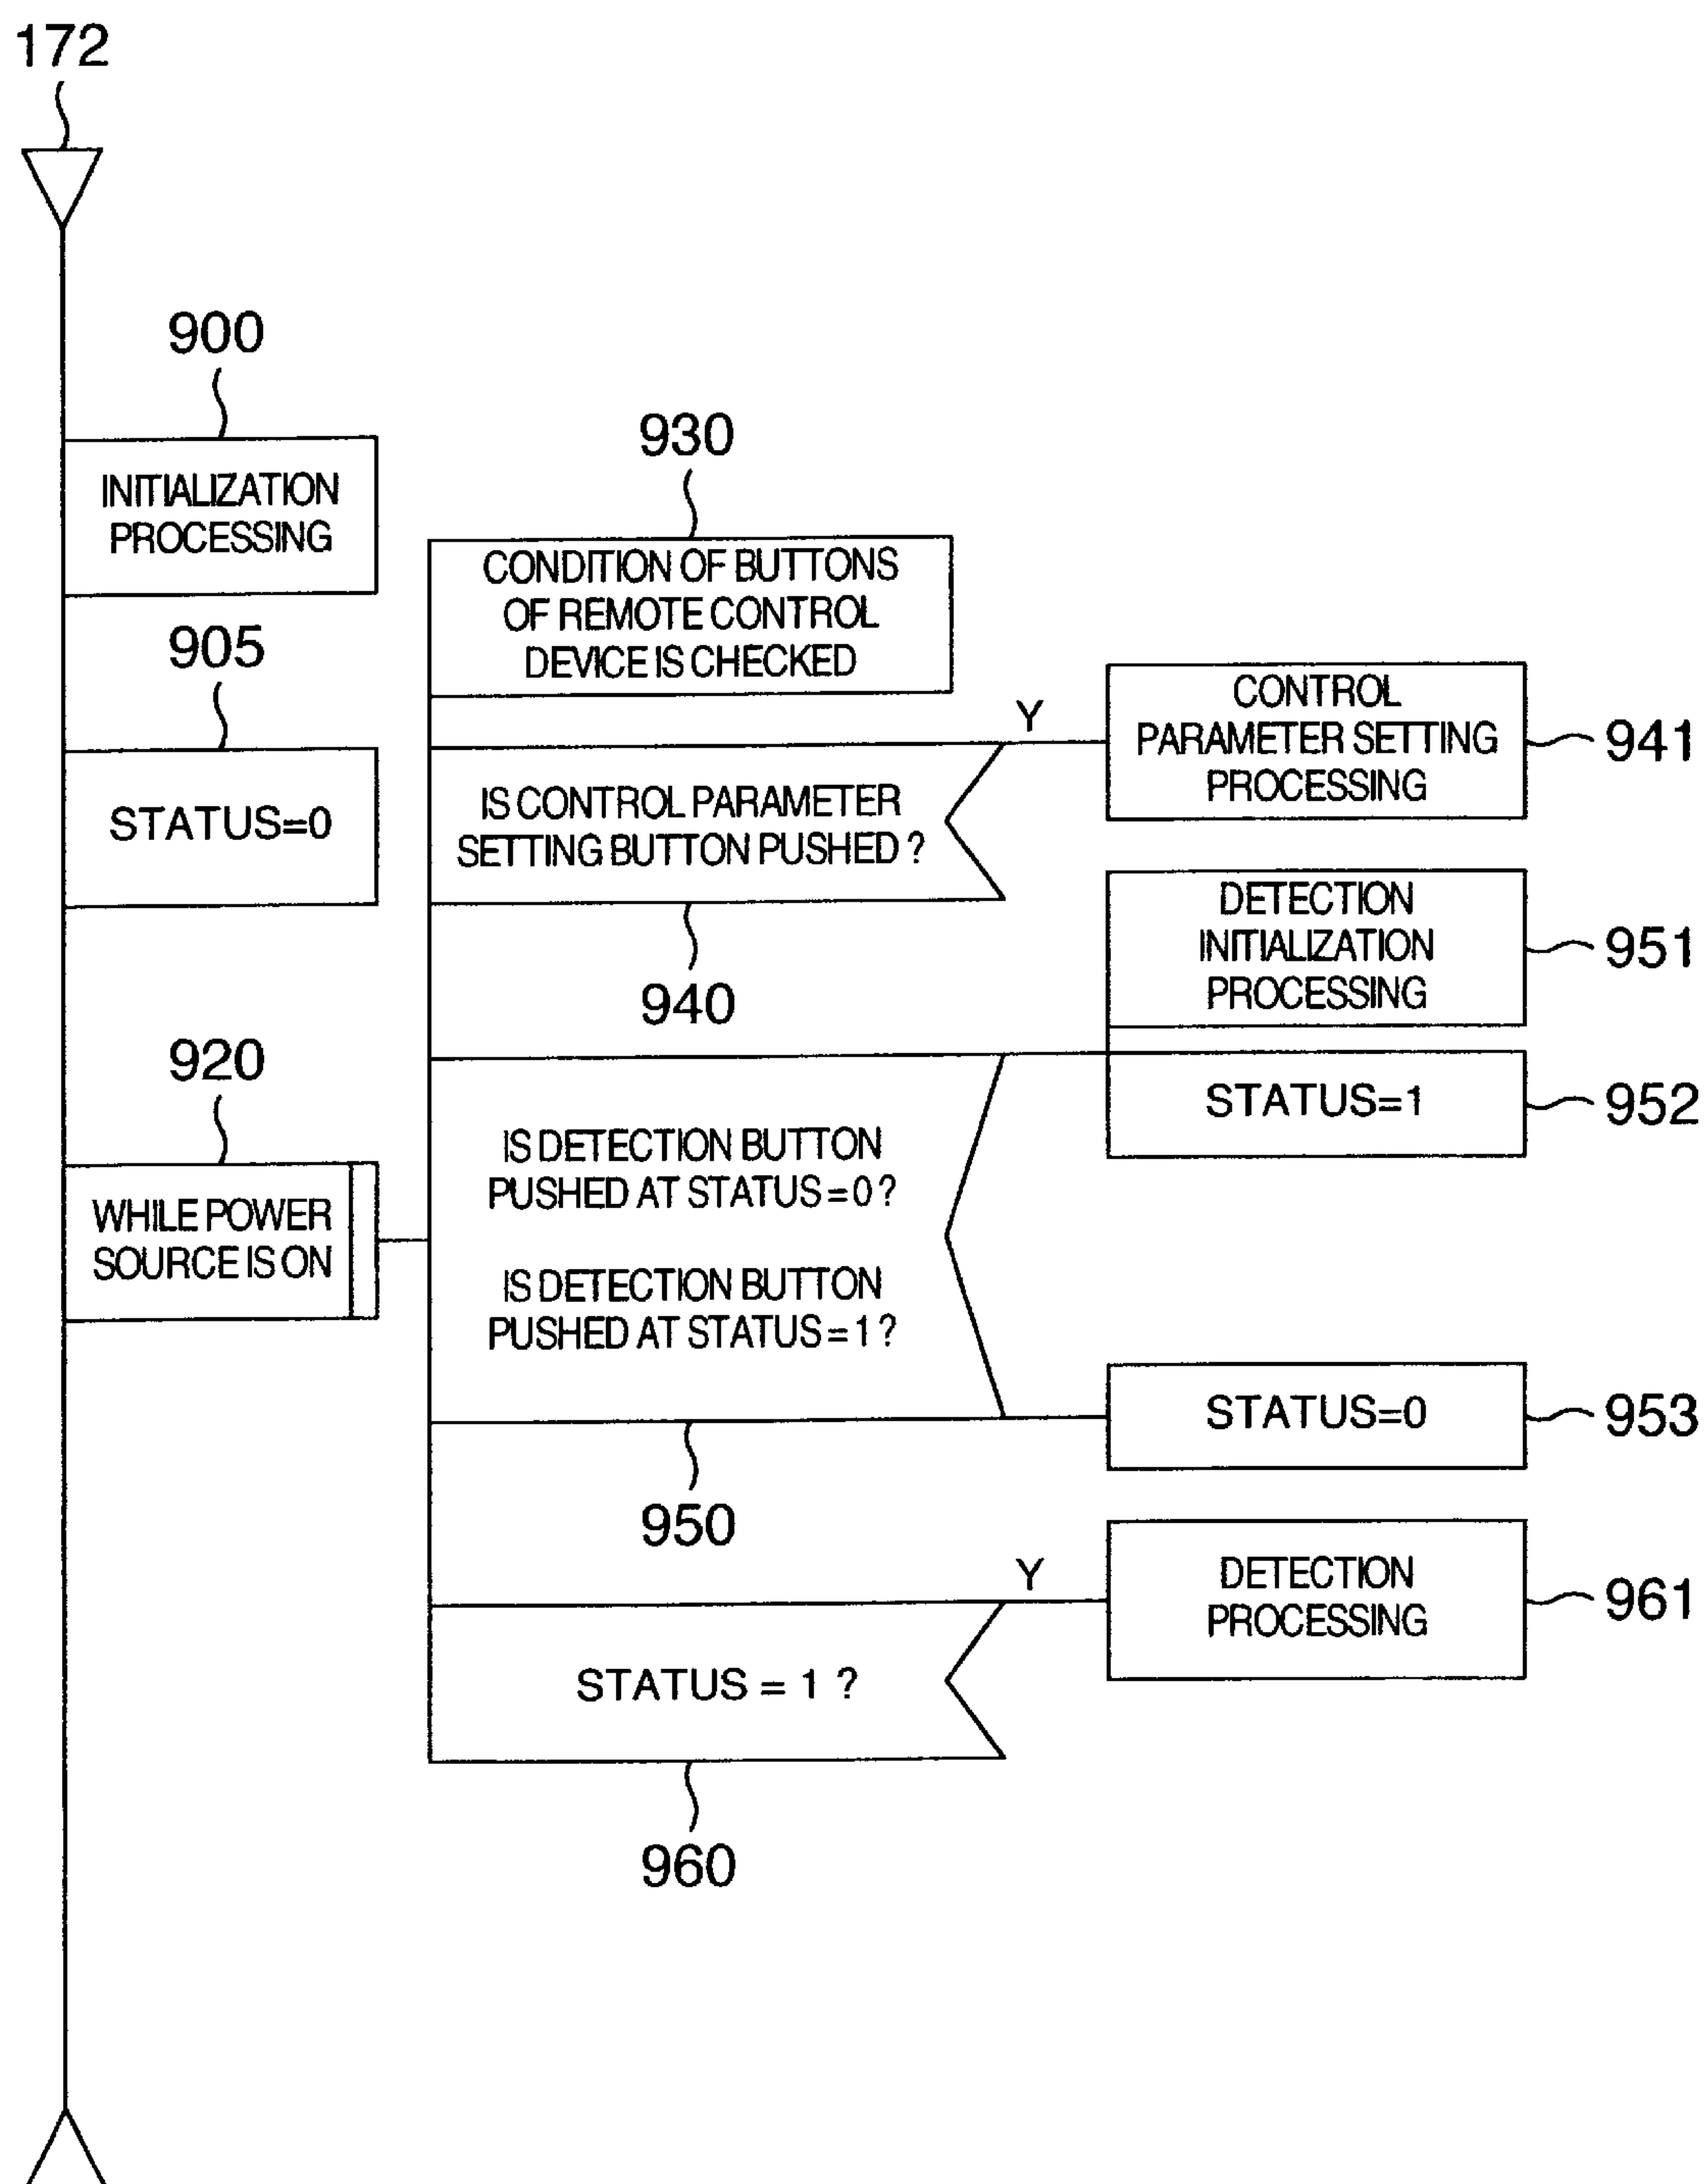 172
900
INITIALIZATION
PROCESSING
905
STATUS=0
920
WHILE POWER
SOURCE IS ON
930
CONDITION OF BUTTONS
OF REMOTE CONTROL
DEVICE IS CHECKED
Y
CONTROL
PARAMETER SETTING
PROCESSING
941
IS CONTROL PARAMETER
SETTING BUTTON PUSHED ?
940
DETECTION
INITIALIZATION
PROCESSING
951
STATUS=1
952
IS DETECTION BUTTON
PUSHED AT STATUS = 0 ?
IS DETECTION BUTTON
PUSHED AT STATUS = 1 ?
950
STATUS=0
953
Y
DETECTION
PROCESSING
961
STATUS = 1 ?
960